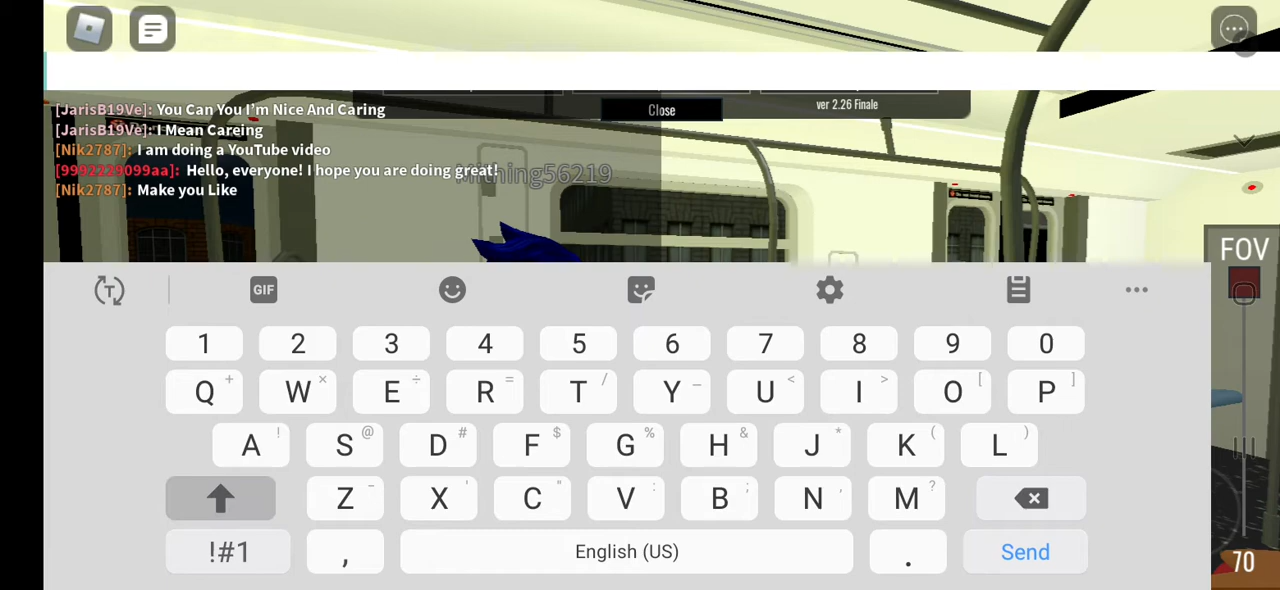 [JarisB19Ve]: You Can You I'm Nice And Caring
[JarisB19Ve]: I Mean Careing
[Nik2787]: I am doing a YouTube video
[9992229099aa]: Hello, everyone! I hope you are doing great!
[Nik2787]: Make you Like
Close
ver 2.26 Finale
FOV
T GIF
1 2 3 4 5 6 7 8 9 0
Q + W × E ÷ R = T / Y _ U < I > O [ P ]
A ! S @ D # F $ G % H & J * K ( L )
Z - X ' C " V : B ; N , M ?
!#1 , English (US) . Send
70